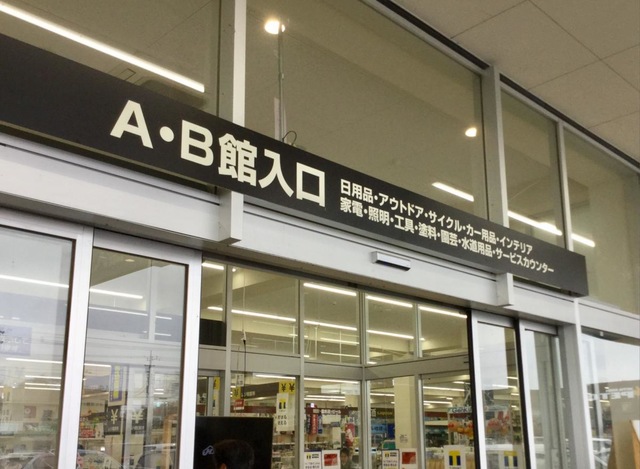 A・B館入口
日用品・アウトドア・サイクル・カー用品・インテリア
家電・照明・工具・塗料・園芸・水道用品・サービスカウンター